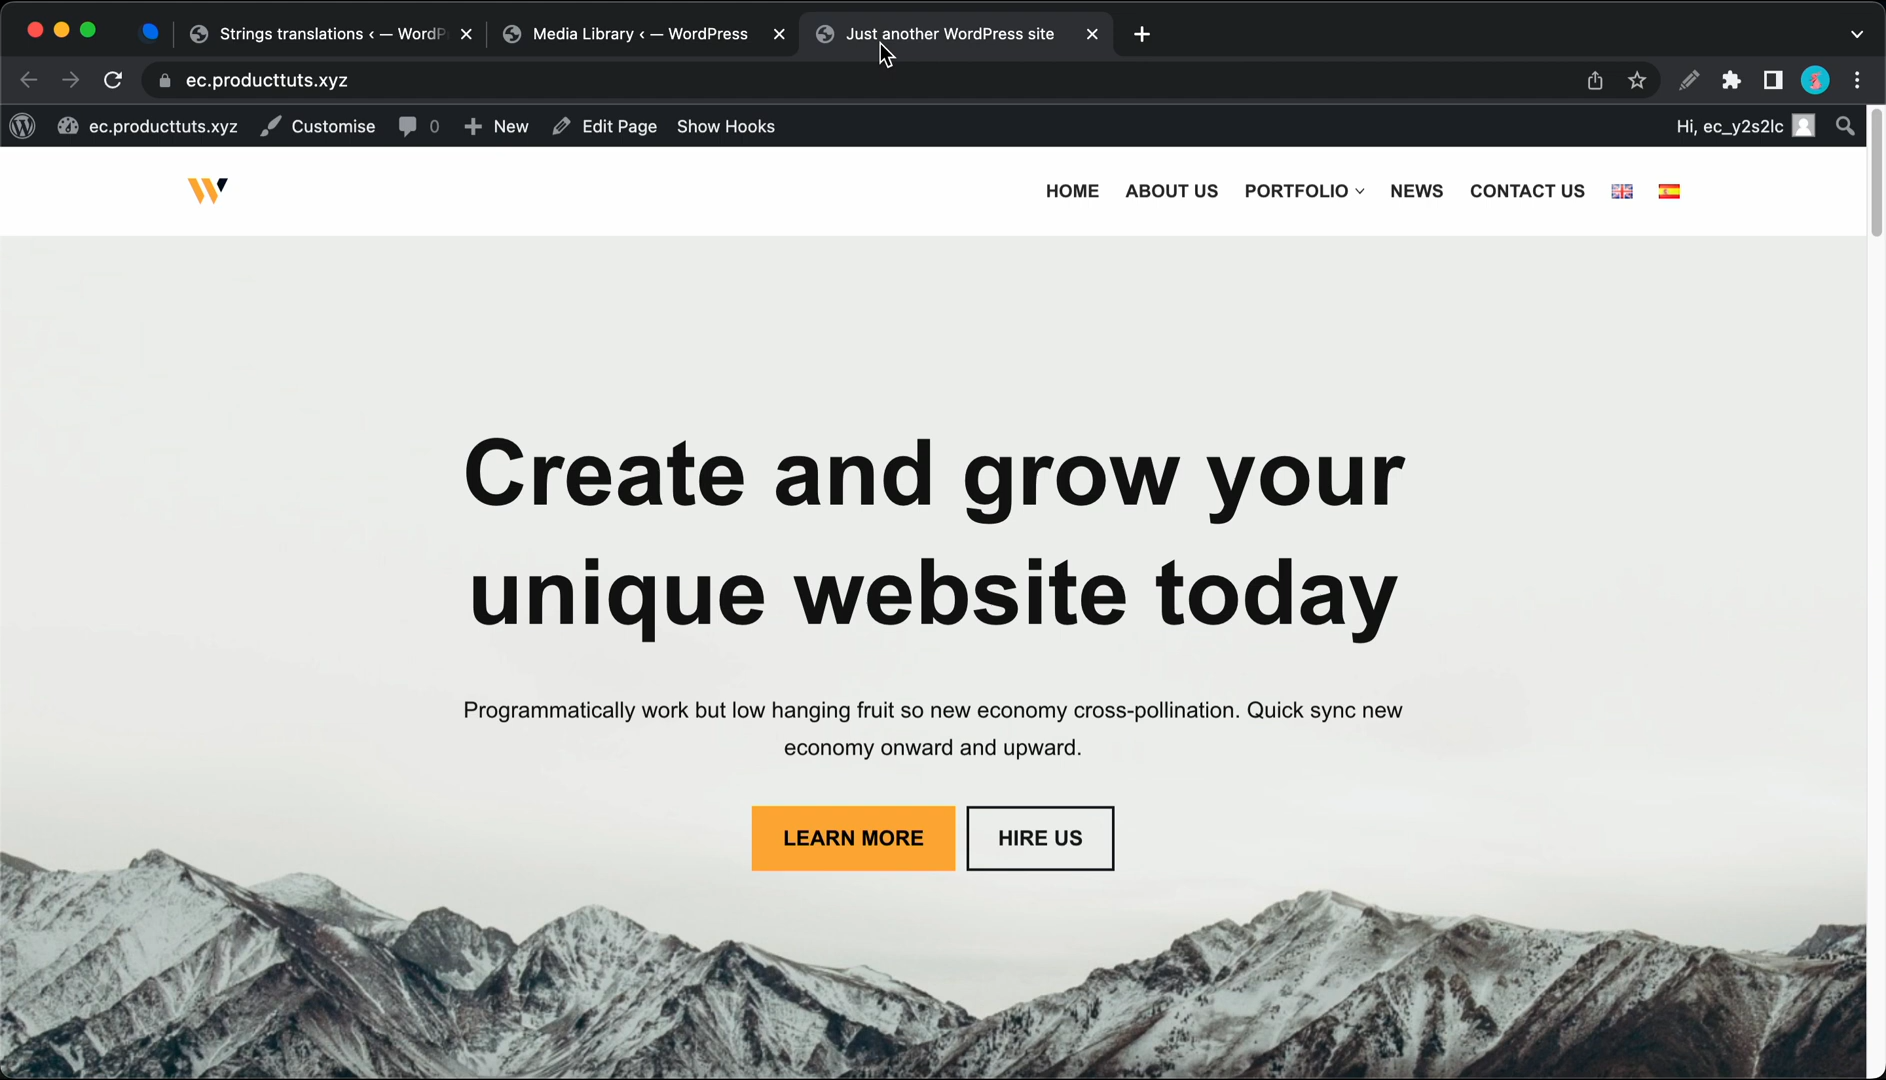 Strings translations ‹ — WordP
Media Library ‹ — WordPress
Just another WordPress site
ec.producttuts.xyz
ec.producttuts.xyz
Customise
0
New
Edit Page
Show Hooks
Hi, ec_y2s2lc
HOME
ABOUT US
PORTFOLIO
NEWS
CONTACT US
Create and grow your
unique website today
Programmatically work but low hanging fruit so new economy cross-pollination. Quick sync new
economy onward and upward.
LEARN MORE
HIRE US